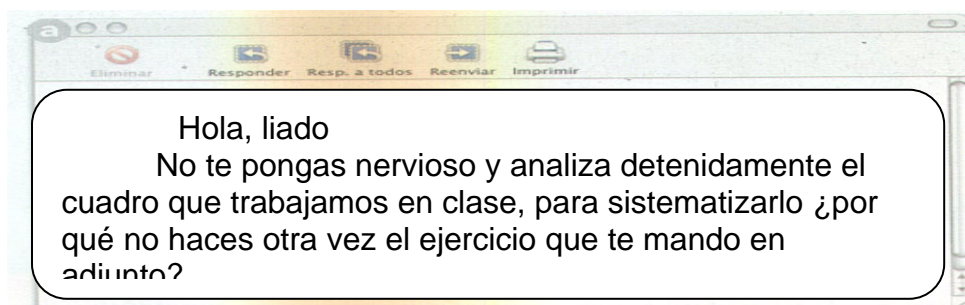 a
Eliminar Responder Resp. a todos Reenviar Imprimir
Hola, liado
No te pongas nervioso y analiza detenidamente el
cuadro que trabajamos en clase, para sistematizarlo ¿por
qué no haces otra vez el ejercicio que te mando en
adjunto?